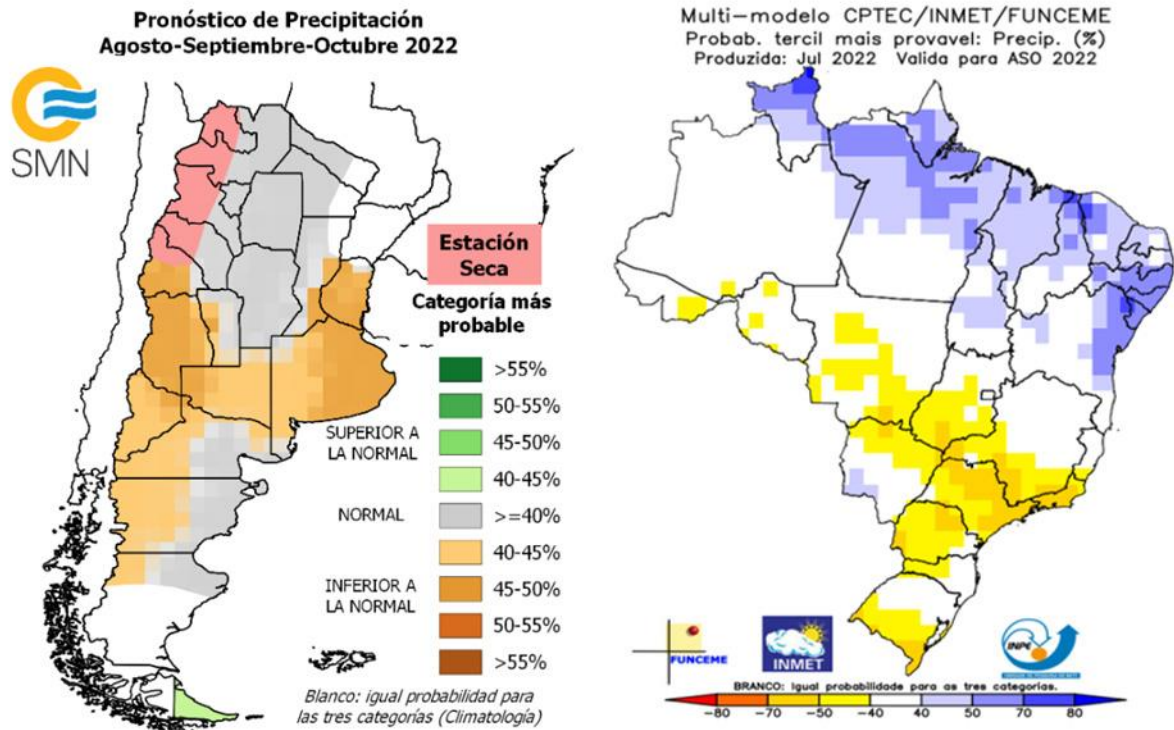 Pronóstico de Precipitación
Agosto-Septiembre-Octubre 2022
SMN
Estación
Seca
Categoría más
probable
>55%
50-55%
SUPERIOR A
LA NORMAL
45-50%
40-45%
NORMAL
>=40%
40-45%
INFERIOR A
LA NORMAL
45-50%
50-55%
>55%
Blanco: igual probabilidad para
las tres categorías (Climatología)
Multi-modelo CPTEC/INMET/FUNCEME
Probab. tercil mais provavel: Precip. (%)
Produzida: Jul 2022 Valida para ASO 2022
FUNCEME
INMET
INPE
BRANCO: Igual probabilidade para as tres categorias.
-80 -70 -50 -40 40 50 70 80